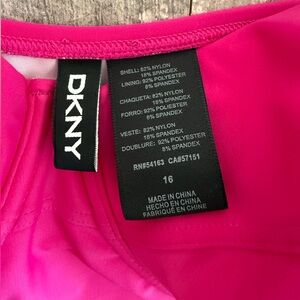 DKNY
SHELL: 82% NYLON
18% SPANDEX
LINING: 92% POLYESTER
8% SPANDEX
CHAQUETA: 82% NYLON
18% SPANDEX
FORRO: 92% POLYESTER
8% SPANDEX
VESTE: 82% NYLON
18% SPANDEX
DOUBLURE: 92% POLYESTER
8% SPANDEX
RN#54163 CA#57151
16
MADE IN CHINA
HECHO EN CHINA
FABRIQUÉ EN CHINE